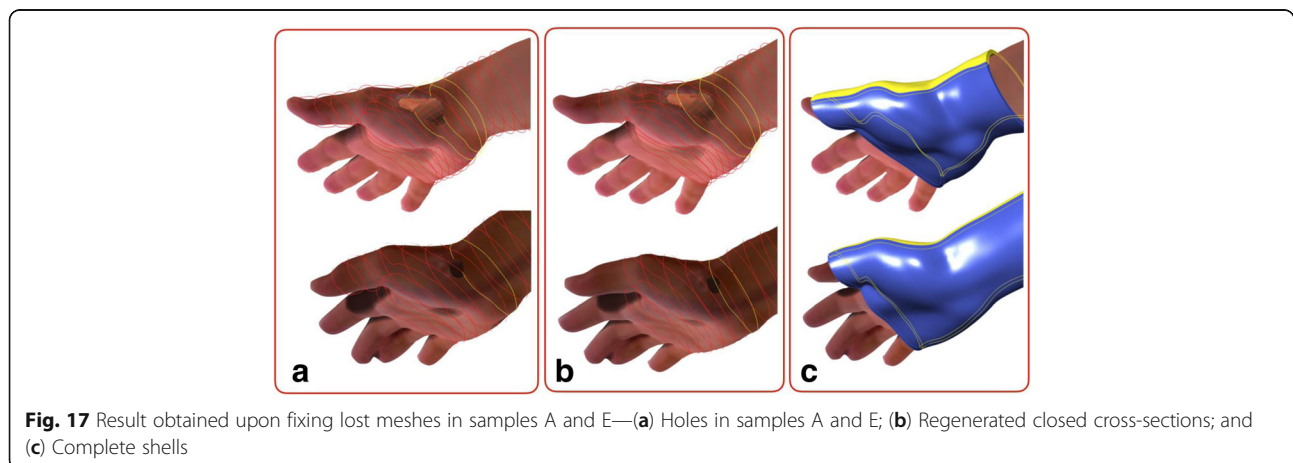 a
b
c
Fig. 17 Result obtained upon fixing lost meshes in samples A and E—(a) Holes in samples A and E; (b) Regenerated closed cross-sections; and
(c) Complete shells